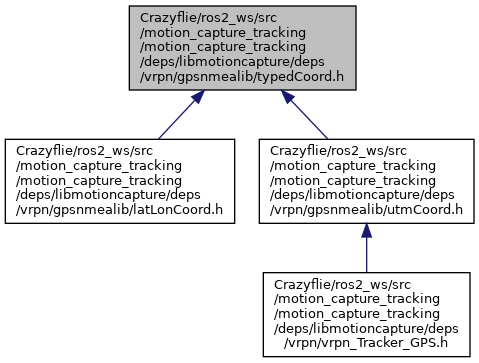 Crazyflie/ros2_ws/src
/motion_capture_tracking
/motion_capture_tracking
/deps/libmotioncapture/deps
/vrpn/gpsnmealib/typedCoord.h
Crazyflie/ros2_ws/src
/motion_capture_tracking
/motion_capture_tracking
/deps/libmotioncapture/deps
/vrpn/gpsnmealib/latLonCoord.h
Crazyflie/ros2_ws/src
/motion_capture_tracking
/motion_capture_tracking
/deps/libmotioncapture/deps
/vrpn/gpsnmealib/utmCoord.h
Crazyflie/ros2_ws/src
/motion_capture_tracking
/motion_capture_tracking
/deps/libmotioncapture/deps
/vrpn/vrpn_Tracker_GPS.h